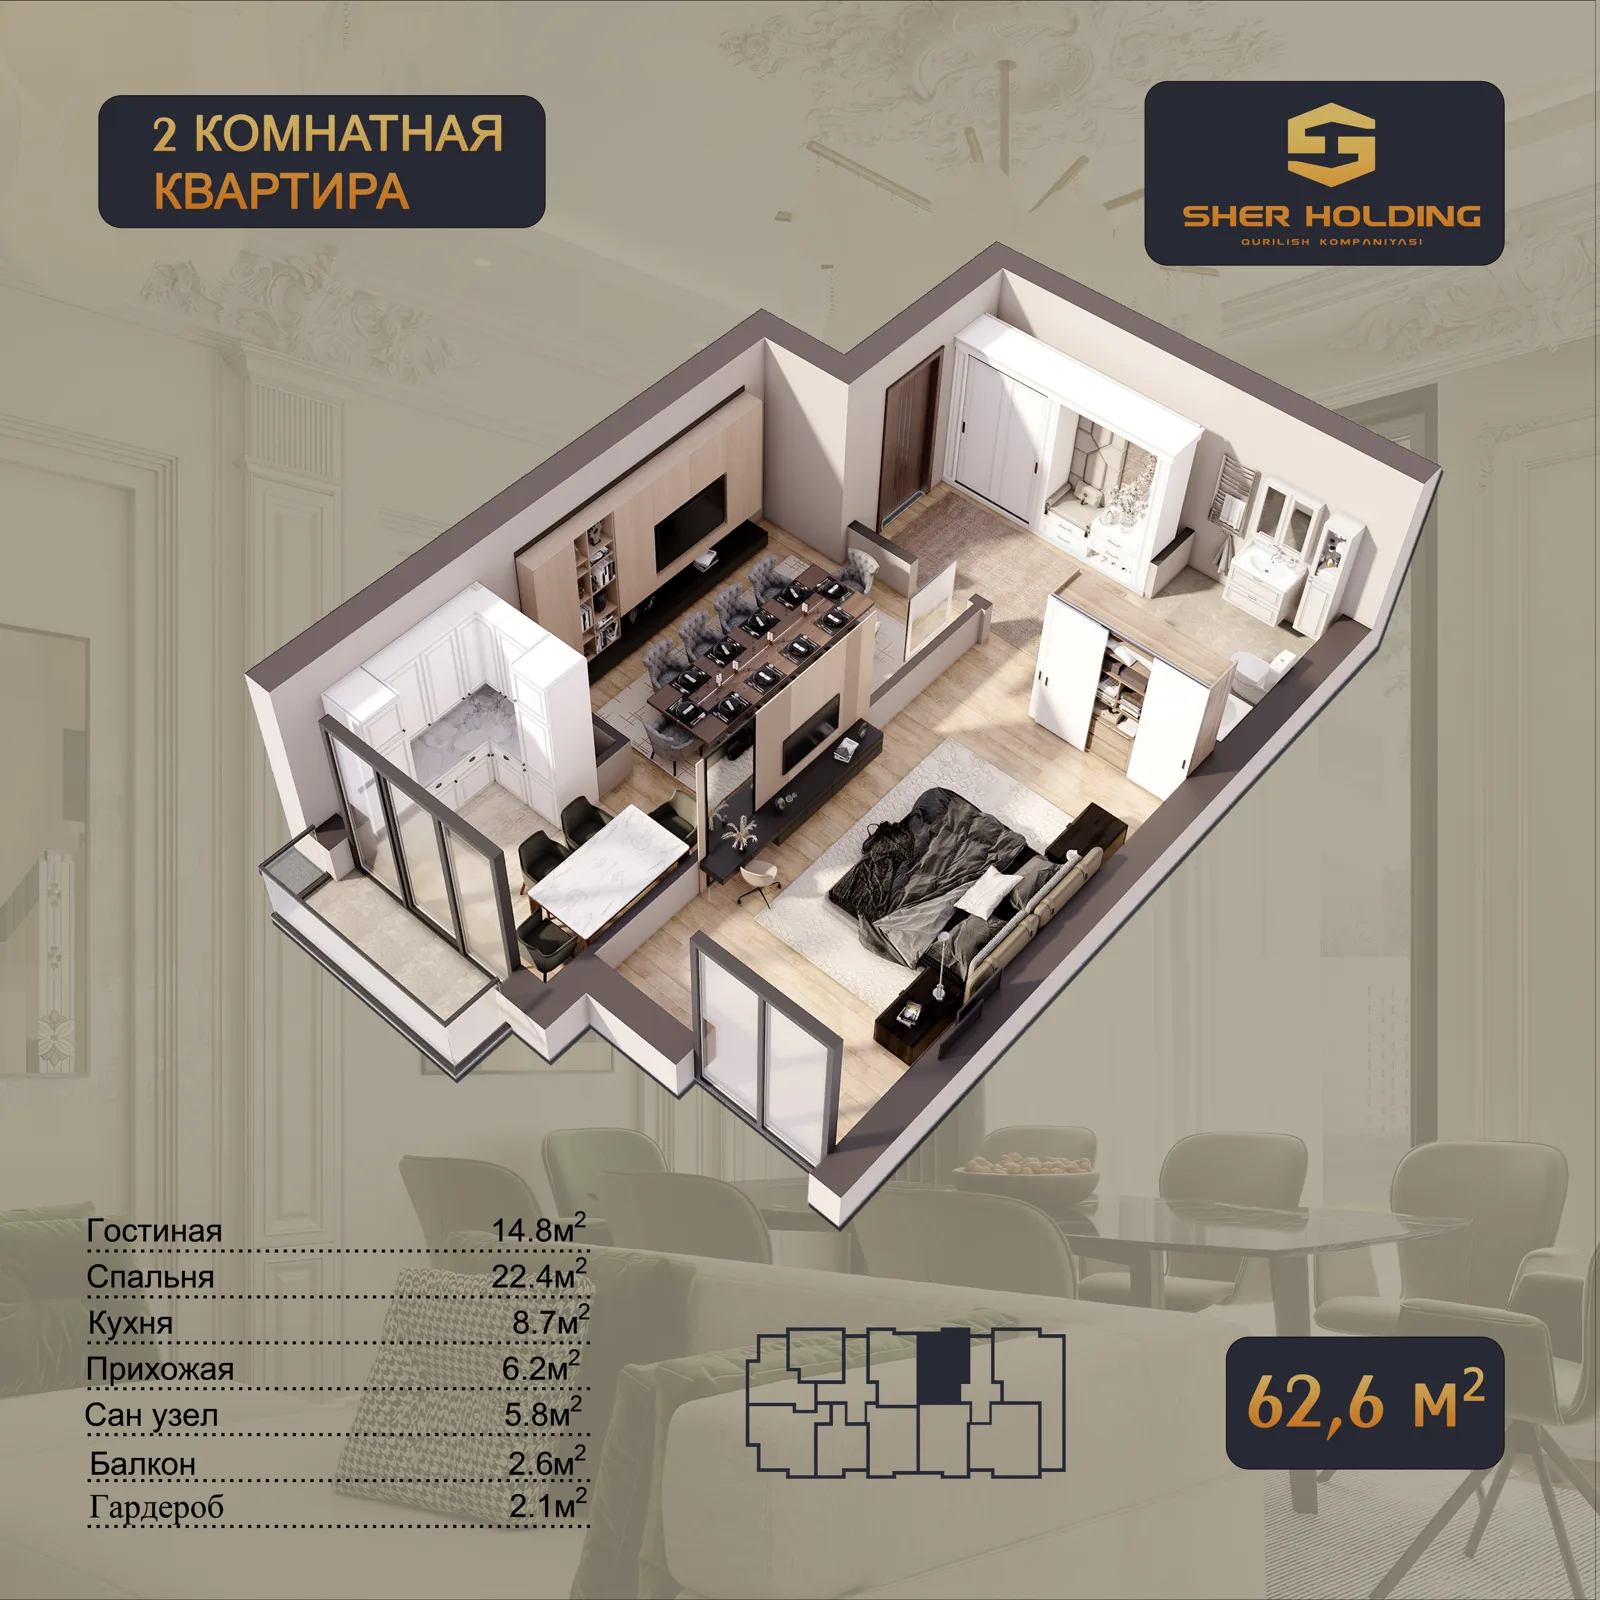 2 КОМНАТНАЯ
КВАРТИРА
SHER HOLDING
QURILISH KOMPANIYASI
Гостиная 14.8м²
Спальня 22.4м²
Кухня 8.7м²
Прихожая 6.2м²
Сан узел 5.8м²
Балкон 2.6м²
Гардероб 2.1м²
62,6 м²